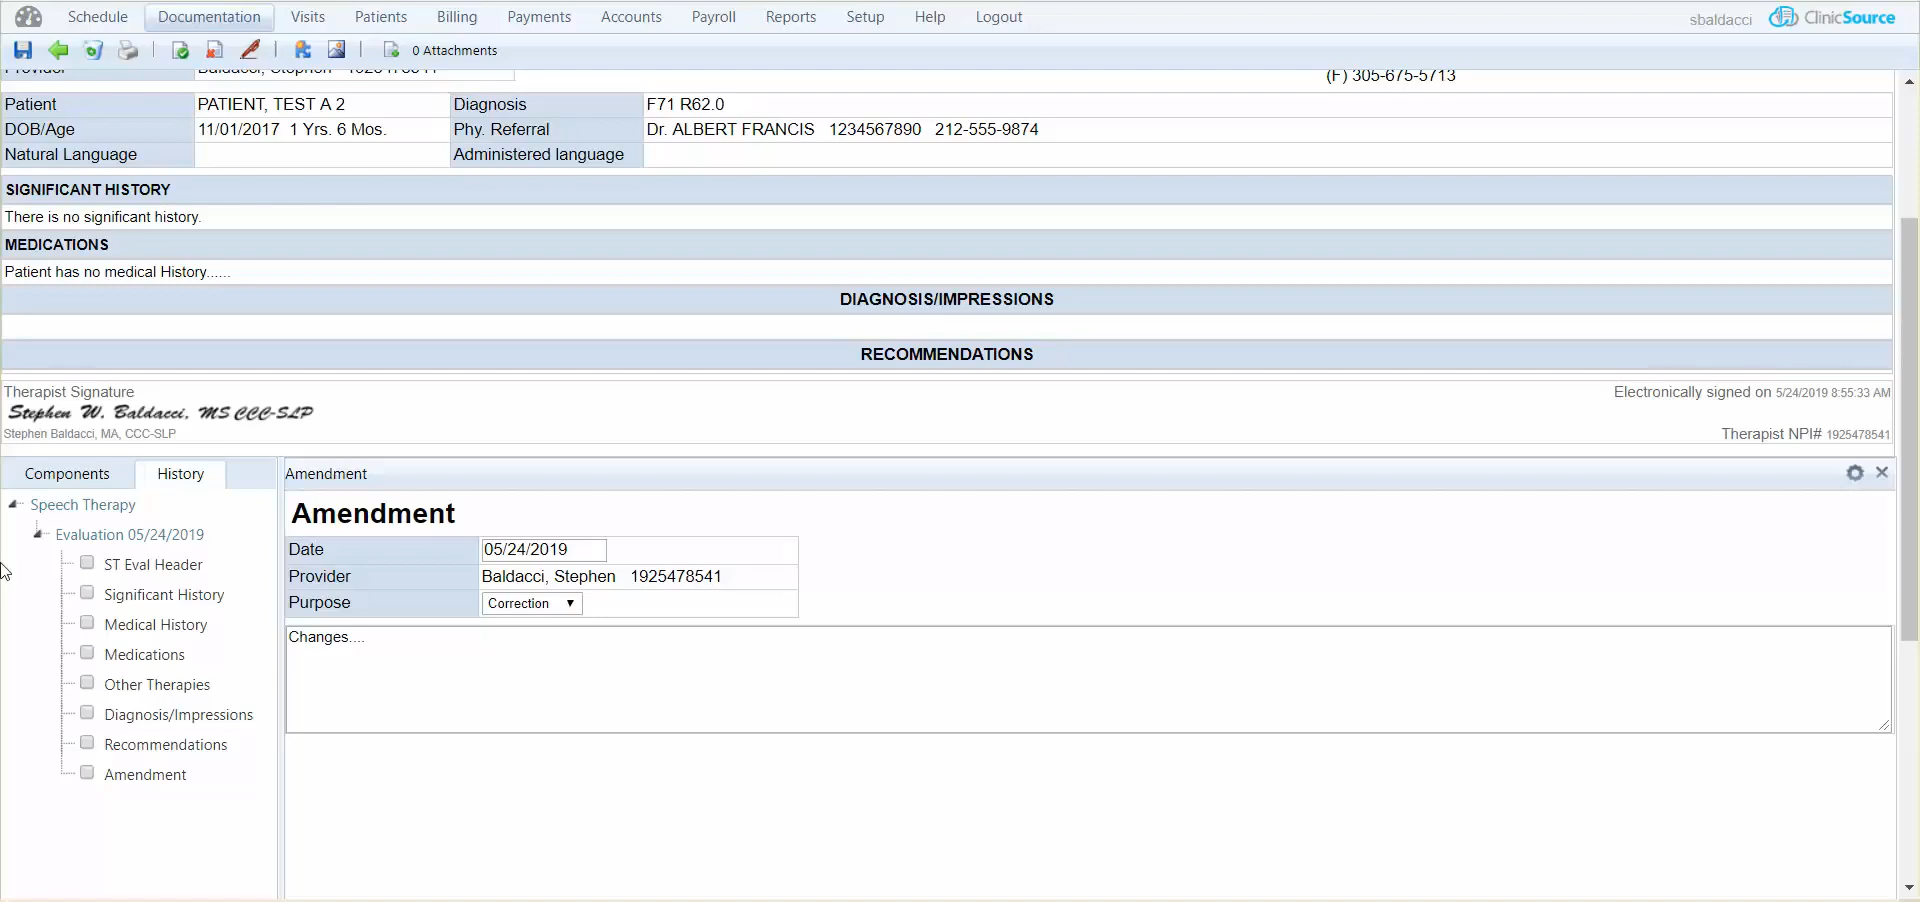 Schedule Documentation Visits Patients Billing Payments Accounts Payroll Reports Setup Help Logout sbaldacci ClinicSource
0 Attachments
Provider Baldacci, Stephen
(F) 305-675-5713
Patient PATIENT, TEST A 2 Diagnosis F71 R62.0
DOB/Age 11/01/2017 1 Yrs. 6 Mos. Phy. Referral Dr. ALBERT FRANCIS 1234567890 212-555-9874
Natural Language Administered language
SIGNIFICANT HISTORY
There is no significant history.
MEDICATIONS
Patient has no medical History......
DIAGNOSIS/IMPRESSIONS
RECOMMENDATIONS
Therapist Signature Electronically signed on 5/24/2019 8:55:33 AM
Stephen W. Baldacci, MS CCC-SLP
Stephen Baldacci, MA, CCC-SLP Therapist NPI# 1925478541
Components History Amendment
Speech Therapy
Evaluation 05/24/2019
ST Eval Header
Significant History
Medical History
Medications
Other Therapies
Diagnosis/Impressions
Recommendations
Amendment
Amendment
Date 05/24/2019
Provider Baldacci, Stephen 1925478541
Purpose Correction
Changes....